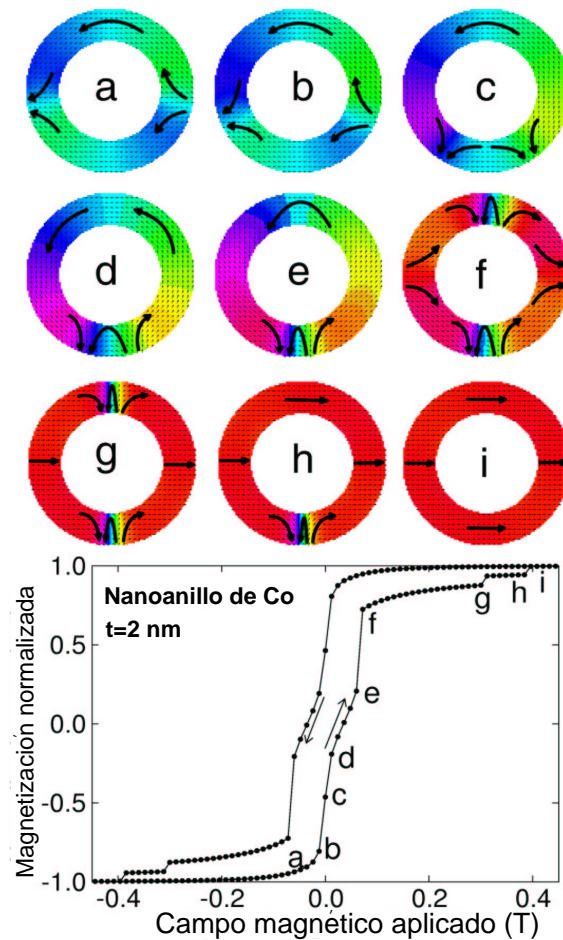 a b c
d e f
g h i
Nanoanillo de Co
t=2 nm
Magnetización normalizada
1.0
0.5
0.0
-0.5
-1.0
a b c d e f g h i
-0.4 -0.2 0.0 0.2 0.4
Campo magnético aplicado (T)